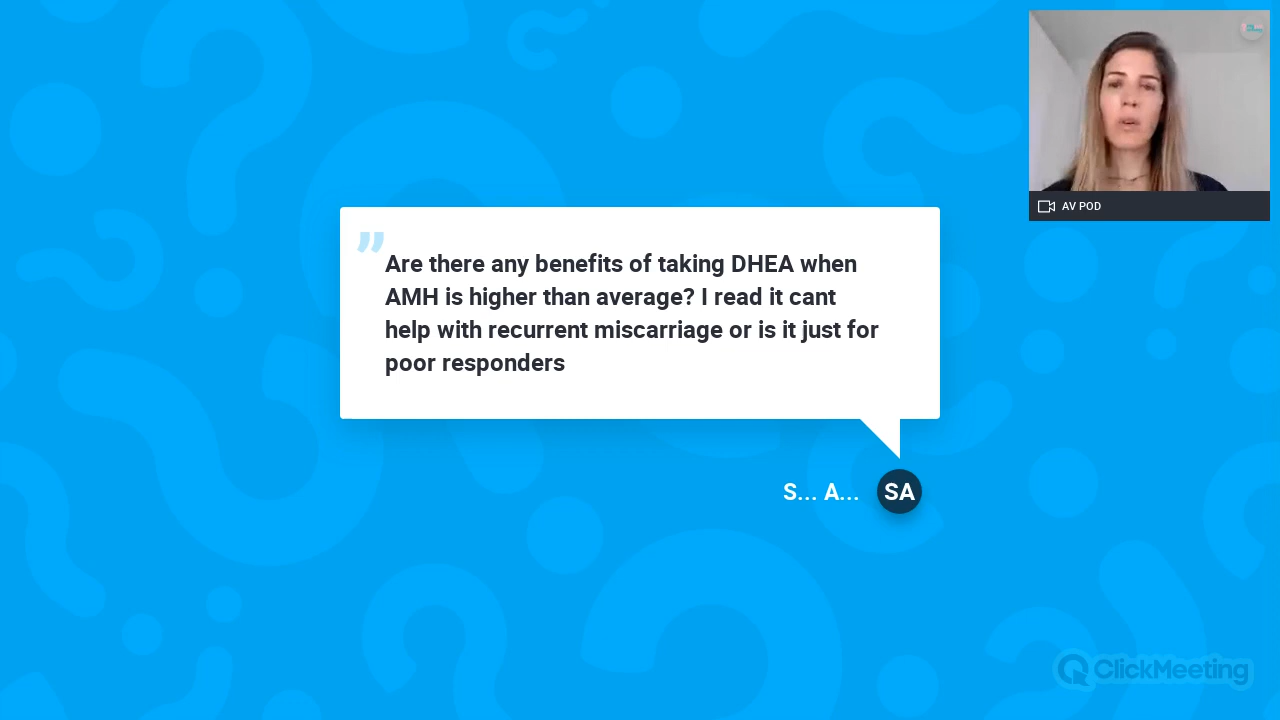 AV POD
”
Are there any benefits of taking DHEA when
AMH is higher than average? I read it cant
help with recurrent miscarriage or is it just for
poor responders
S... A... SA
ClickMeeting